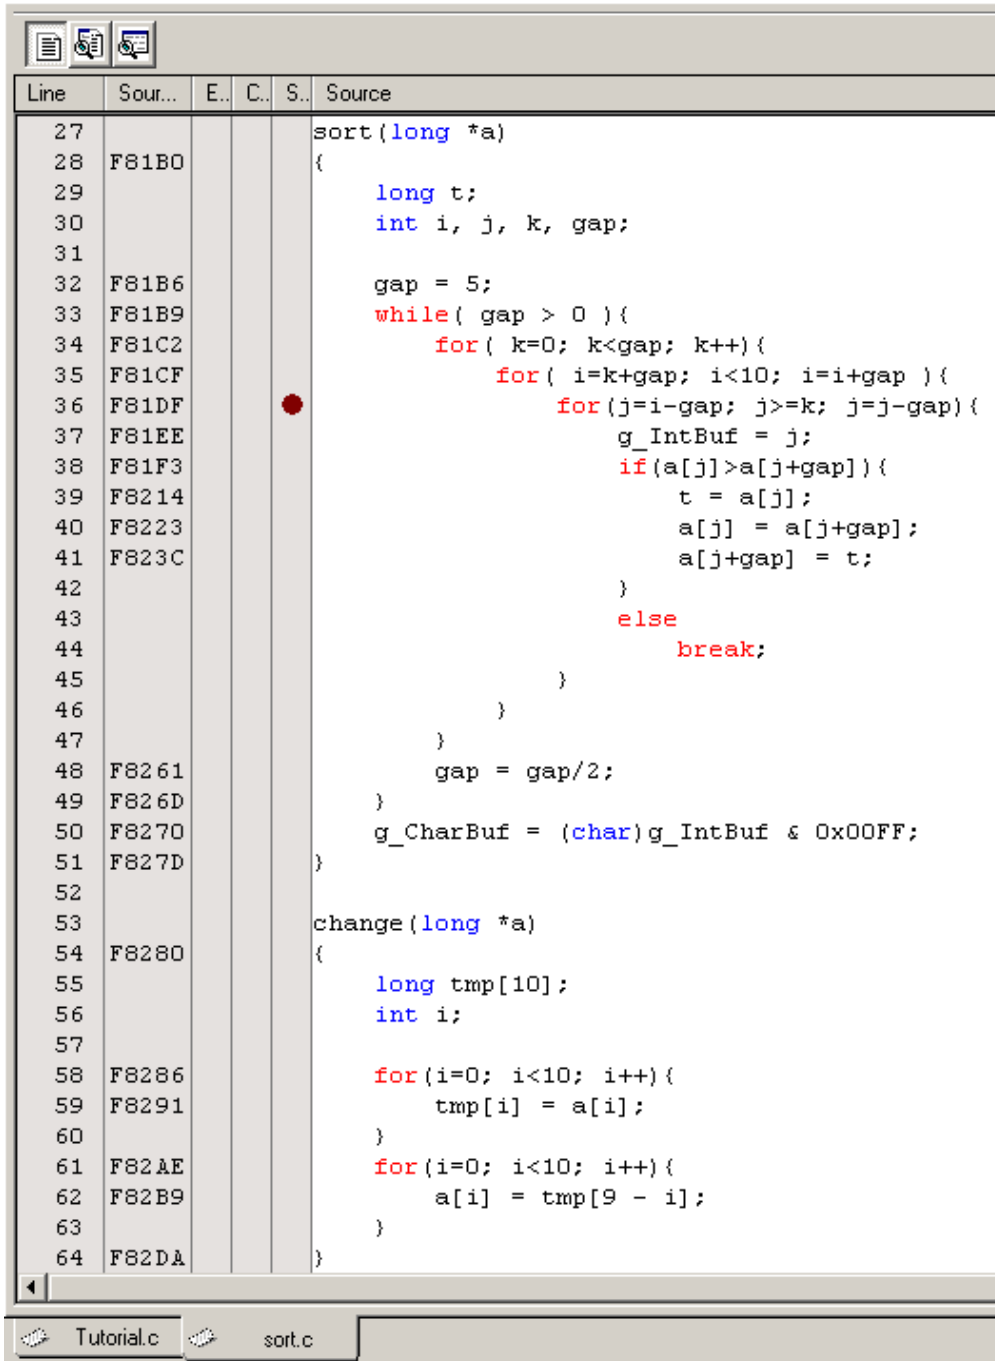 Line Sour... E.. C.. S.. Source
27 sort(long *a)
28 F81B0 {
29 long t;
30 int i, j, k, gap;
31
32 F81B6 gap = 5;
33 F81B9 while( gap > 0 ){
34 F81C2 for( k=0; k<gap; k++){
35 F81CF for( i=k+gap; i<10; i=i+gap ){
36 F81DF for(j=i-gap; j>=k; j=j-gap){
37 F81EE g_IntBuf = j;
38 F81F3 if(a[j]>a[j+gap]){
39 F8214 t = a[j];
40 F8223 a[j] = a[j+gap];
41 F823C a[j+gap] = t;
42 }
43 else
44 break;
45 }
46 }
47 }
48 F8261 gap = gap/2;
49 F826D }
50 F8270 g_CharBuf = (char)g_IntBuf & 0x00FF;
51 F827D }
52
53 change(long *a)
54 F8280 {
55 long tmp[10];
56 int i;
57
58 F8286 for(i=0; i<10; i++){
59 F8291 tmp[i] = a[i];
60 }
61 F82AE for(i=0; i<10; i++){
62 F82B9 a[i] = tmp[9 - i];
63 }
64 F82DA }
Tutorial.c sort.c